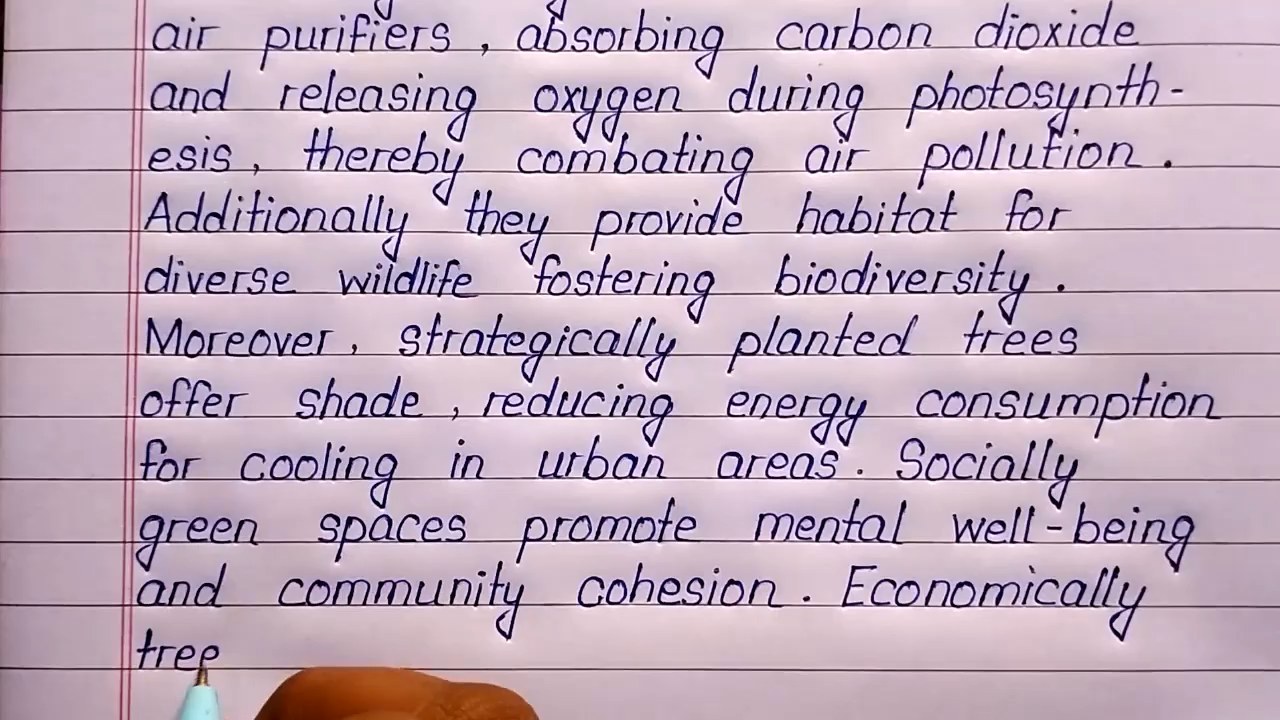 air purifiers, absorbing carbon dioxide
and releasing oxygen during photosynth-
esis, thereby combating air pollution.
Additionally they provide habitat for
diverse wildlife fostering biodiversity.
Moreover, strategically planted trees
offer shade, reducing energy consumption
for cooling in urban areas. Socially
green spaces promote mental well-being
and community cohesion. Economically
tree